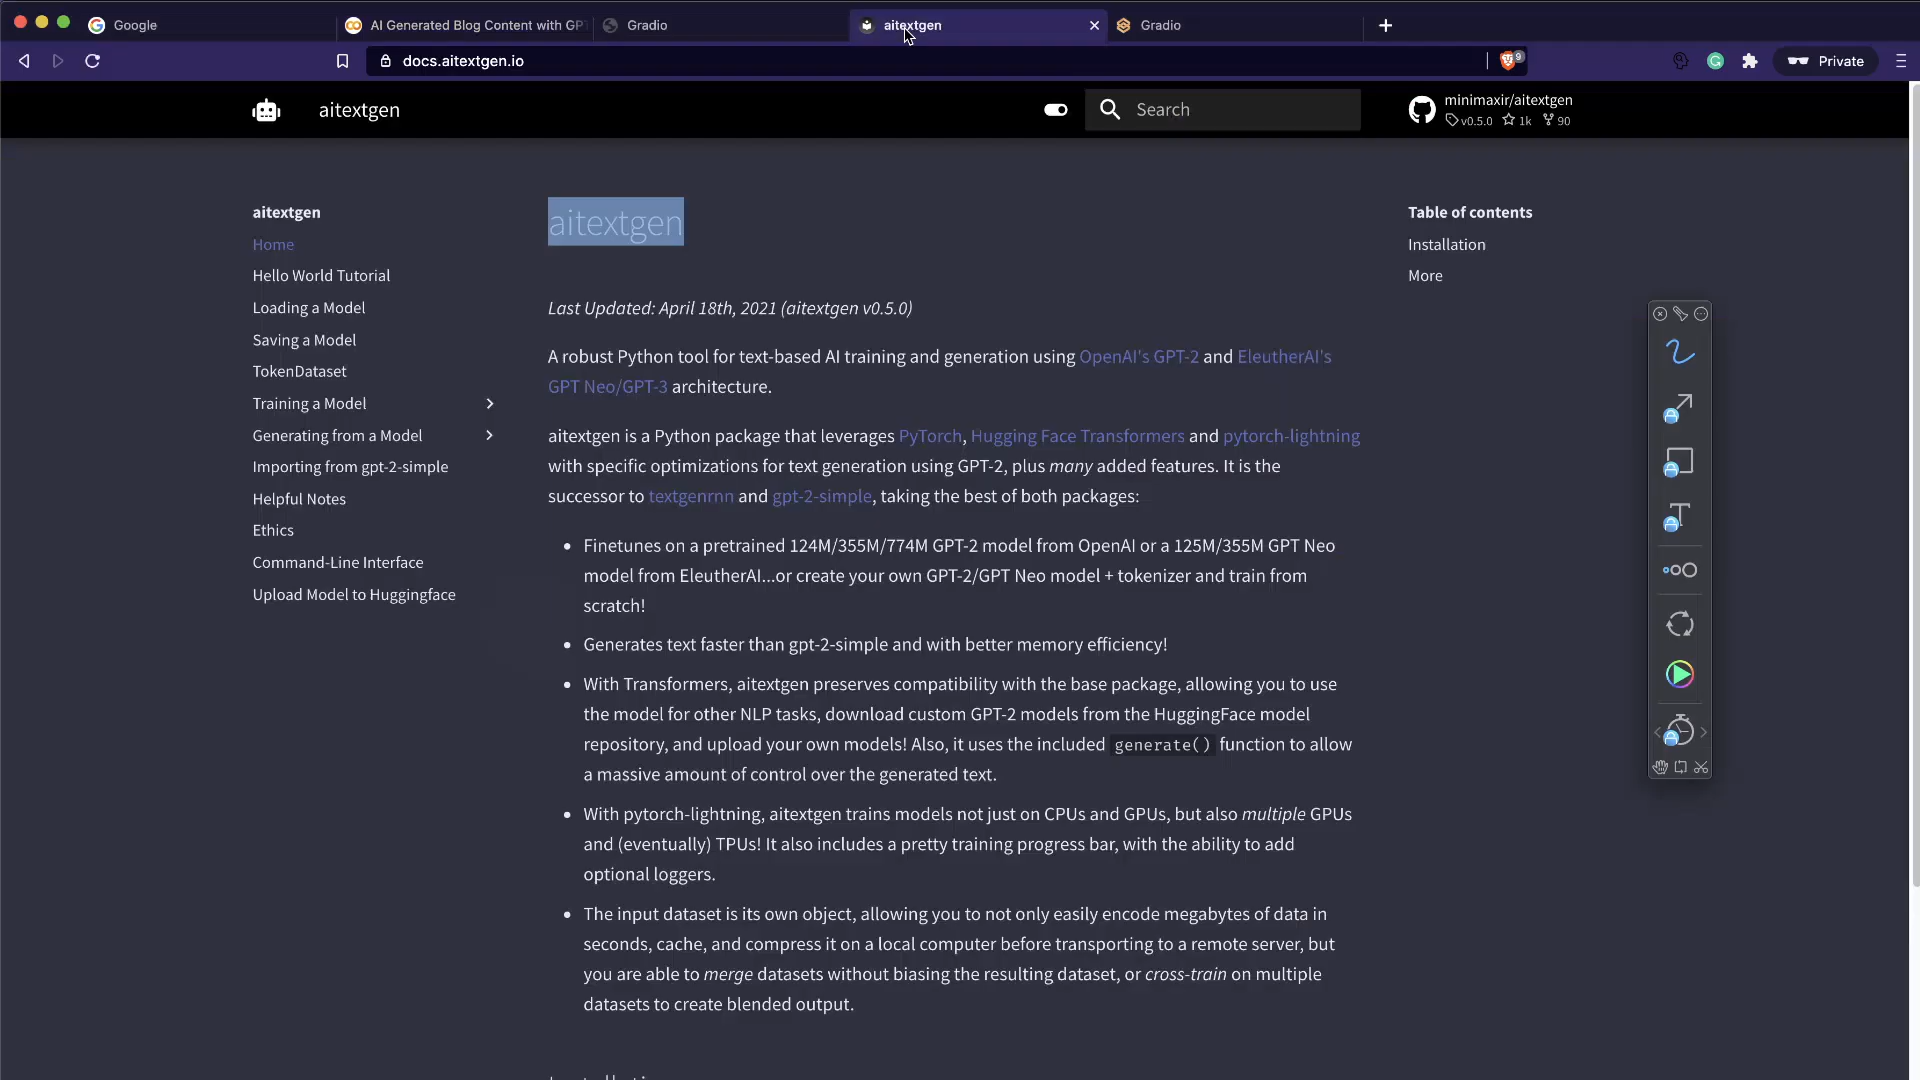 Google
AI Generated Blog Content with GP
Gradio
aitextgen
Gradio
docs.aitextgen.io
9
Private
aitextgen
Search
minimaxir/aitextgen
v0.5.0 1k 90
aitextgen
Home
Hello World Tutorial
Loading a Model
Saving a Model
TokenDataset
Training a Model
Generating from a Model
Importing from gpt-2-simple
Helpful Notes
Ethics
Command-Line Interface
Upload Model to Huggingface
aitextgen
Last Updated: April 18th, 2021 (aitextgen v0.5.0)
A robust Python tool for text-based AI training and generation using OpenAI's GPT-2 and EleutherAI's
GPT Neo/GPT-3 architecture.
aitextgen is a Python package that leverages PyTorch, Hugging Face Transformers and pytorch-lightning
with specific optimizations for text generation using GPT-2, plus many added features. It is the
successor to textgenrnn and gpt-2-simple, taking the best of both packages:
• Finetunes on a pretrained 124M/355M/774M GPT-2 model from OpenAI or a 125M/355M GPT Neo
model from EleutherAI...or create your own GPT-2/GPT Neo model + tokenizer and train from
scratch!
• Generates text faster than gpt-2-simple and with better memory efficiency!
• With Transformers, aitextgen preserves compatibility with the base package, allowing you to use
the model for other NLP tasks, download custom GPT-2 models from the HuggingFace model
repository, and upload your own models! Also, it uses the included generate() function to allow
a massive amount of control over the generated text.
• With pytorch-lightning, aitextgen trains models not just on CPUs and GPUs, but also multiple GPUs
and (eventually) TPUs! It also includes a pretty training progress bar, with the ability to add
optional loggers.
• The input dataset is its own object, allowing you to not only easily encode megabytes of data in
seconds, cache, and compress it on a local computer before transporting to a remote server, but
you are able to merge datasets without biasing the resulting dataset, or cross-train on multiple
datasets to create blended output.
Table of contents
Installation
More